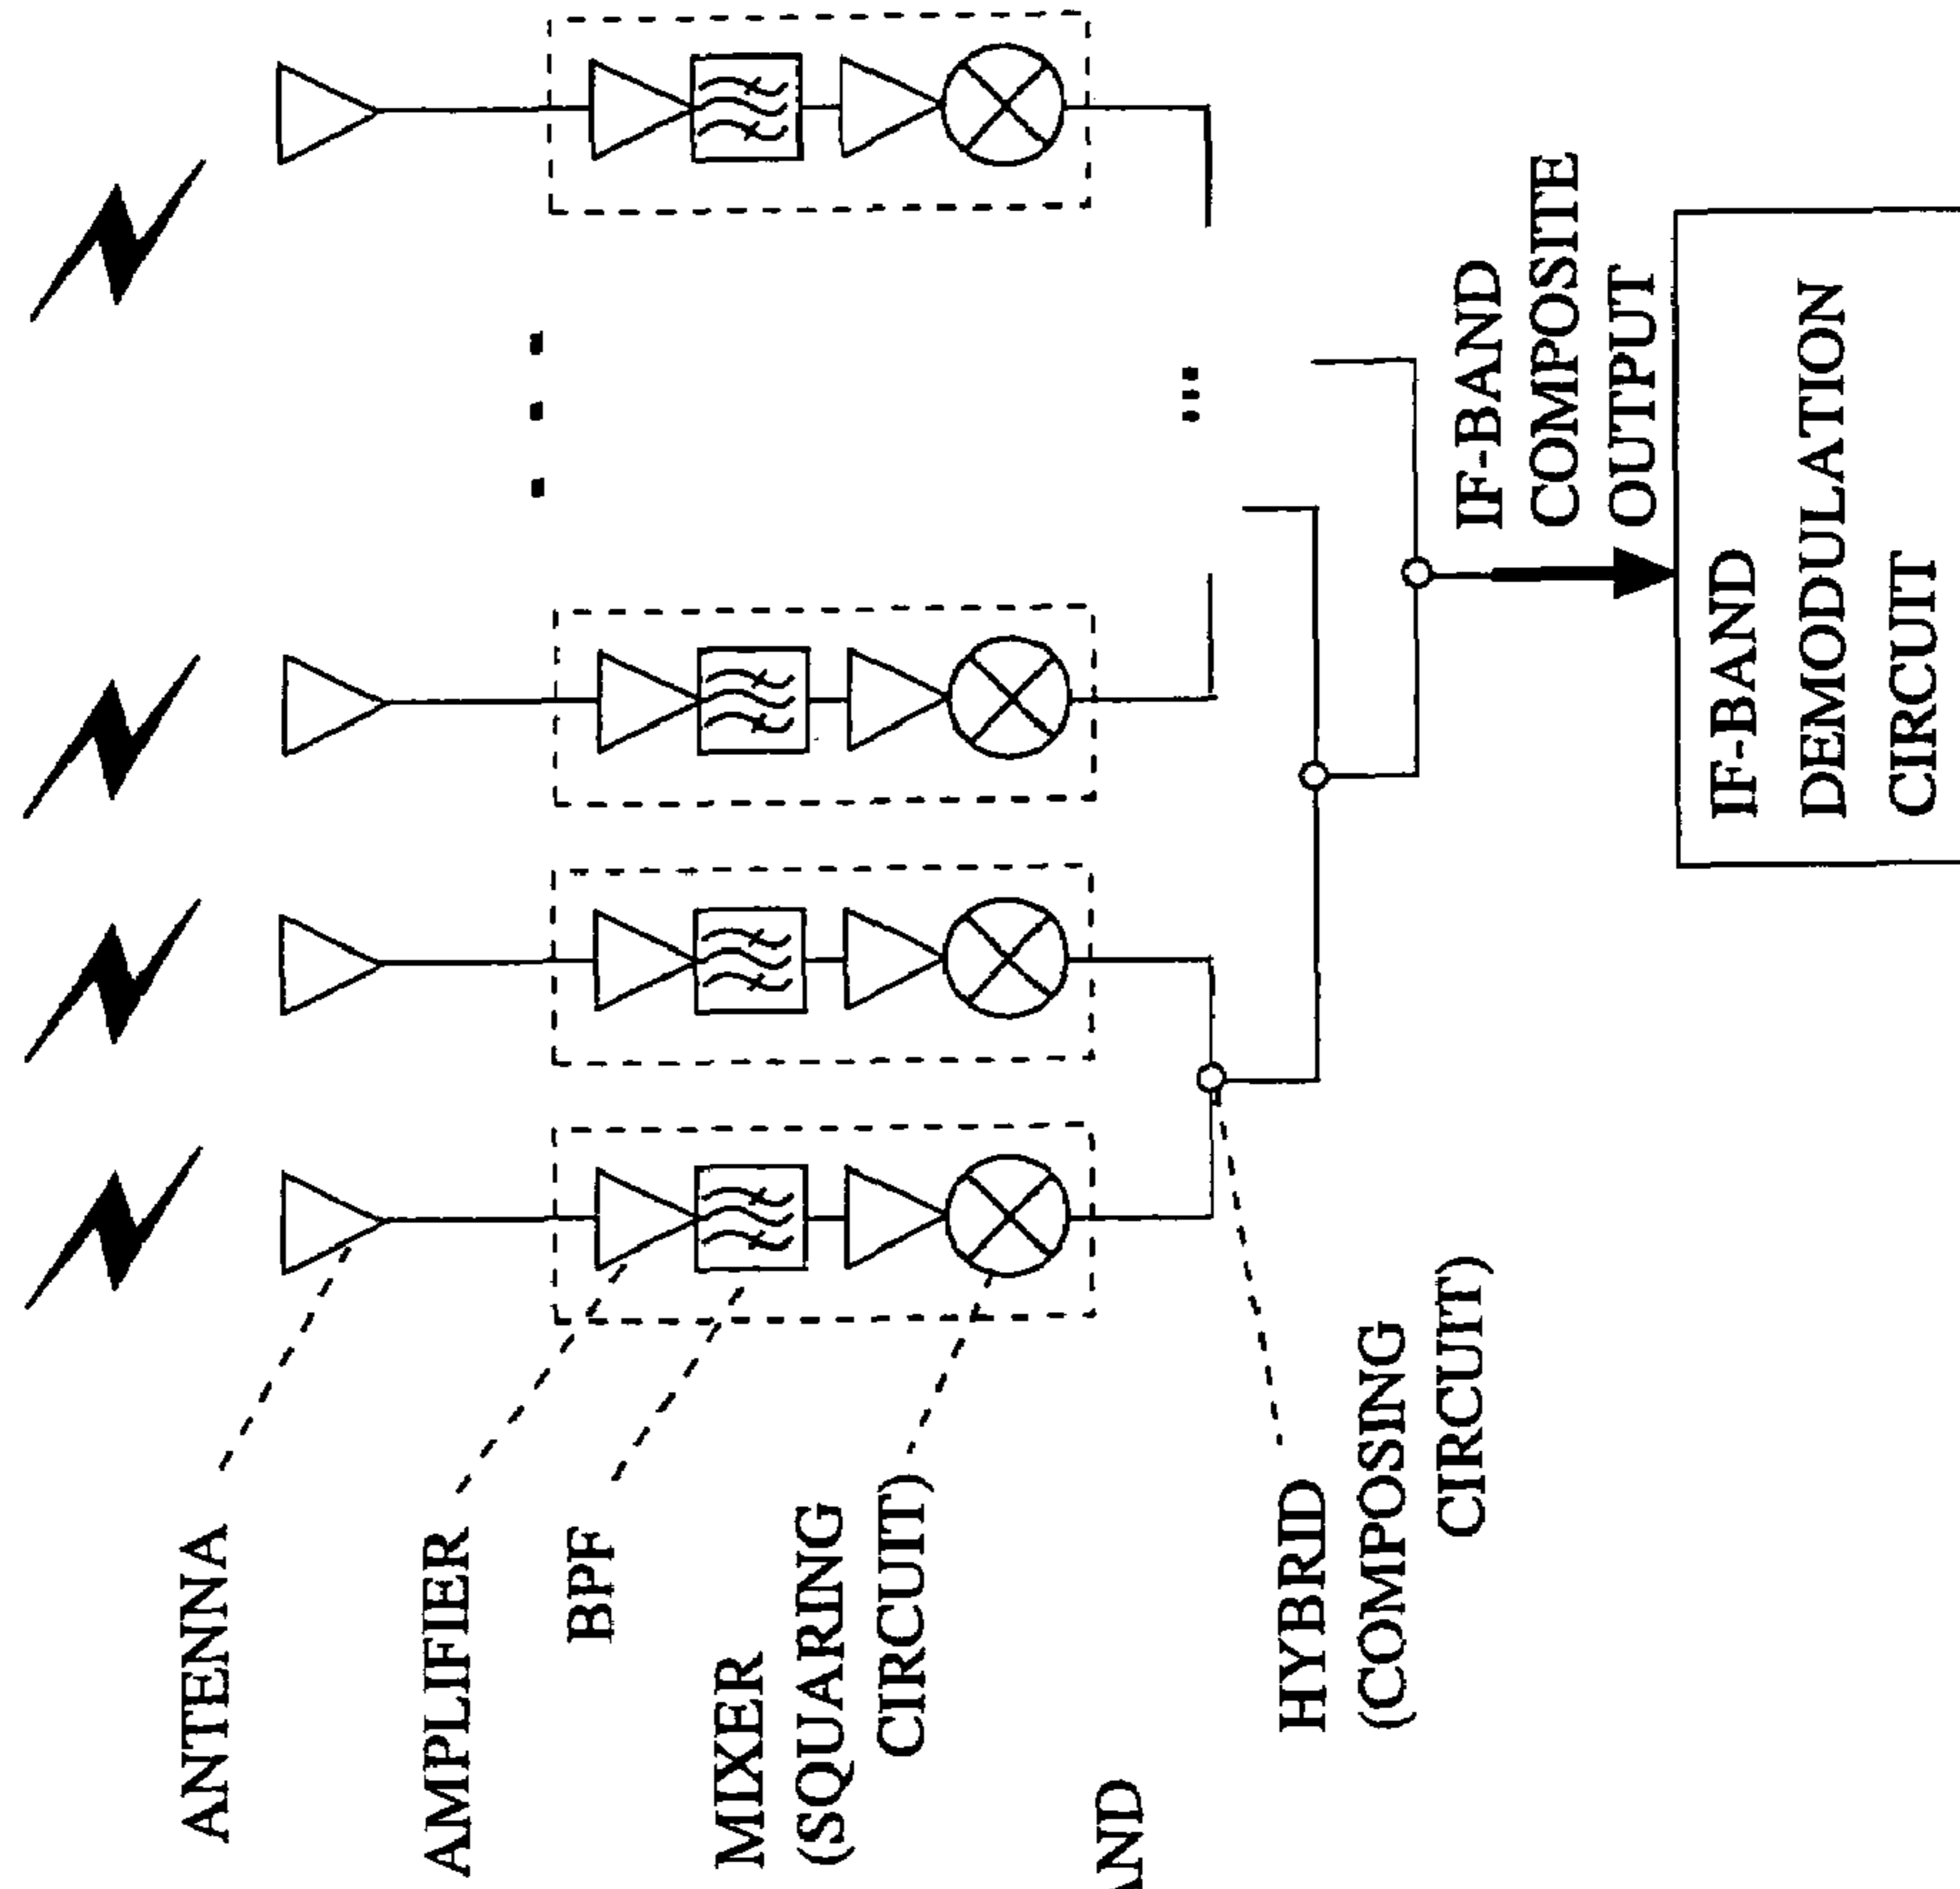 ANTENNA
AMPLIFIER
BPF
MIXER
(SQUARING
CIRCUIT)
HYBRID
(COMPOSING
CIRCUIT)
IF-BAND
COMPOSITE
OUTPUT
IF-BAND
DEMODULATION
CIRCUIT